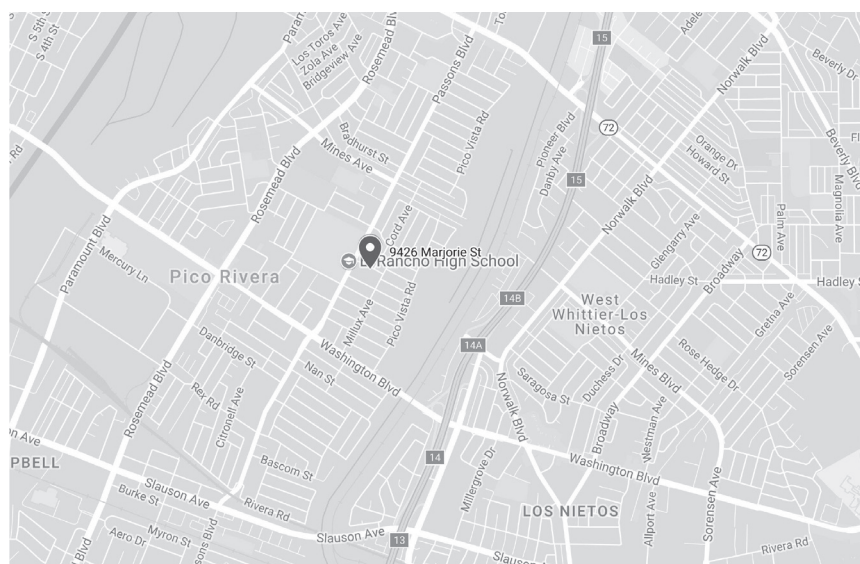 S 5th St
S 4th St
Los Toros Ave
Zola Ave
Bridgeview Ave
Rosemead Blvd
Passons Blvd
15
Adele
Norwalk Blvd
Beverly Dr
Beverly Blvd
Bradhurst St
Mines Ave
Pico Vista Rd
Pioneer Blvd
Danby Ave
72
Orange Dr
Howard St
15
Rosemead Blvd
Cord Ave
Norwalk Blvd
Glengarry Ave
Palm Ave
Magnolia Ave
Paramount Blvd
Mercury Ln
9426 Marjorie St
Rancho High School
72
Pico Rivera
Hadley St
Broadway
Hadley
14B
West
Whittier-Los
Nietos
Millux Ave
Pico Vista Rd
Gretna Ave
Sorensen Ave
Danbridge St
Nan St
Washington Blvd
14A
Rose Hedge Dr
Mines Blvd
Duchess Dr
Saragosa St
Norwalk Blvd
Rex Rd
Citronell Ave
Rosemead Blvd
Broadway
Westman Ave
on Ave
PBELL
Bascom St
14
Millergrove Dr
Washington Blvd
Slauson Ave
Burke St
Rivera Rd
LOS NIETOS
Allport Ave
Sorensen Ave
Aero Dr
Myron St
sons Blvd
Slauson Ave
13
Slauson
Rivera Rd
Blvd